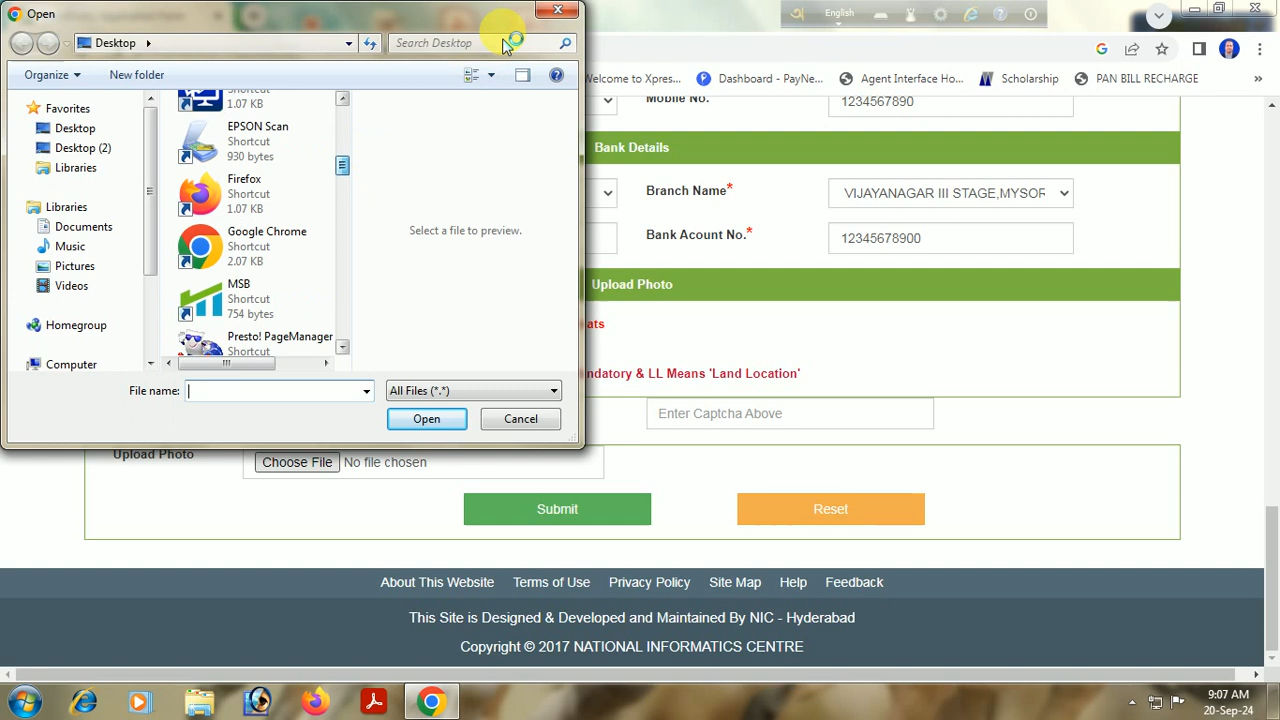 Open
English
Desktop
Search Desktop
Organize
New folder
Welcome to Xpres...
Dashboard - PayNe...
Agent Interface Ho...
Scholarship
PAN BILL RECHARGE
»
Favorites
Desktop
Desktop (2)
Libraries
Libraries
Documents
Music
Pictures
Videos
Homegroup
Computer
Shortcut
1.07 KB
EPSON Scan
Shortcut
930 bytes
Firefox
Shortcut
1.07 KB
Google Chrome
Shortcut
2.07 KB
MSB
Shortcut
754 bytes
Presto! PageManager
Shortcut
Select a file to preview.
File name:
All Files (*.*)
Open
Cancel
Mobile No.
1234567890
Bank Details
Branch Name*
VIJAYANAGAR III STAGE,MYSOR
Bank Acount No.*
12345678900
Upload Photo
ats
ndatory & LL Means 'Land Location'
Enter Captcha Above
Upload Photo
Choose File
No file chosen
Submit
Reset
About This Website
Terms of Use
Privacy Policy
Site Map
Help
Feedback
This Site is Designed & Developed and Maintained By NIC - Hyderabad
Copyright © 2017 NATIONAL INFORMATICS CENTRE
9:07 AM
20-Sep-24